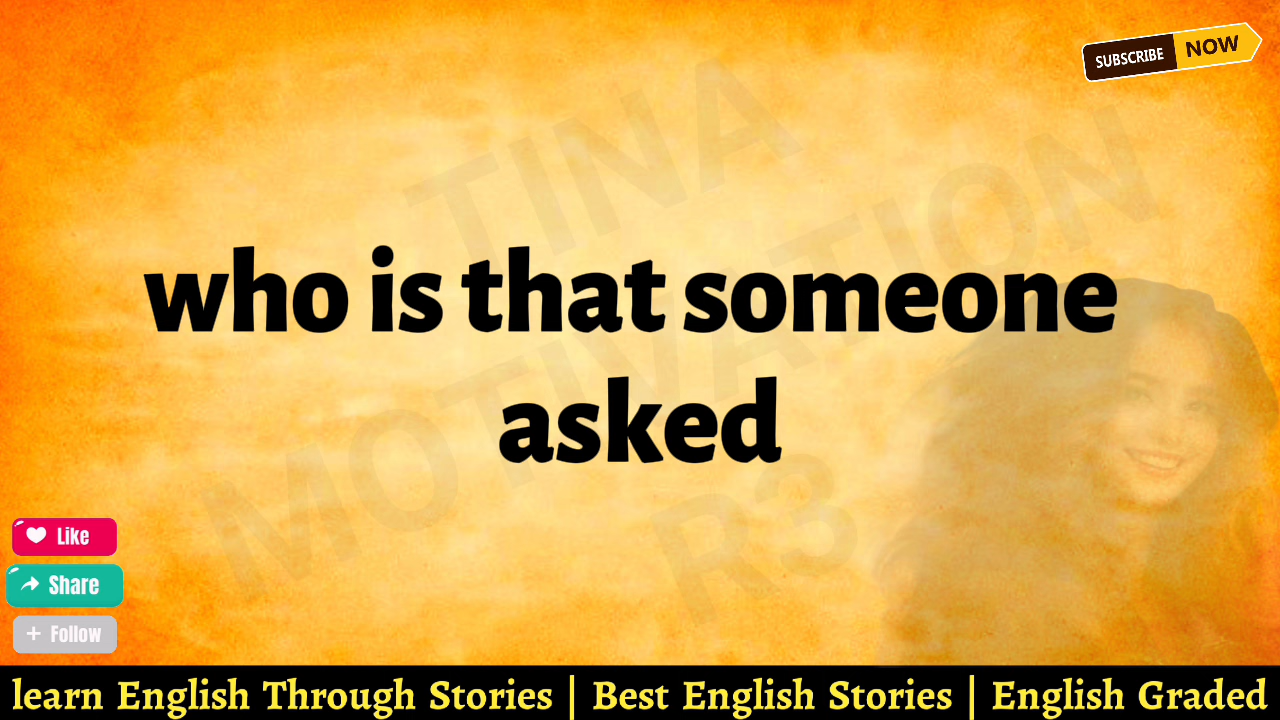 SUBSCRIBE NOW
TINA
MOTIVATION
R3
who is that someone
asked
Like
Share
+ Follow
learn English Through Stories | Best English Stories | English Graded